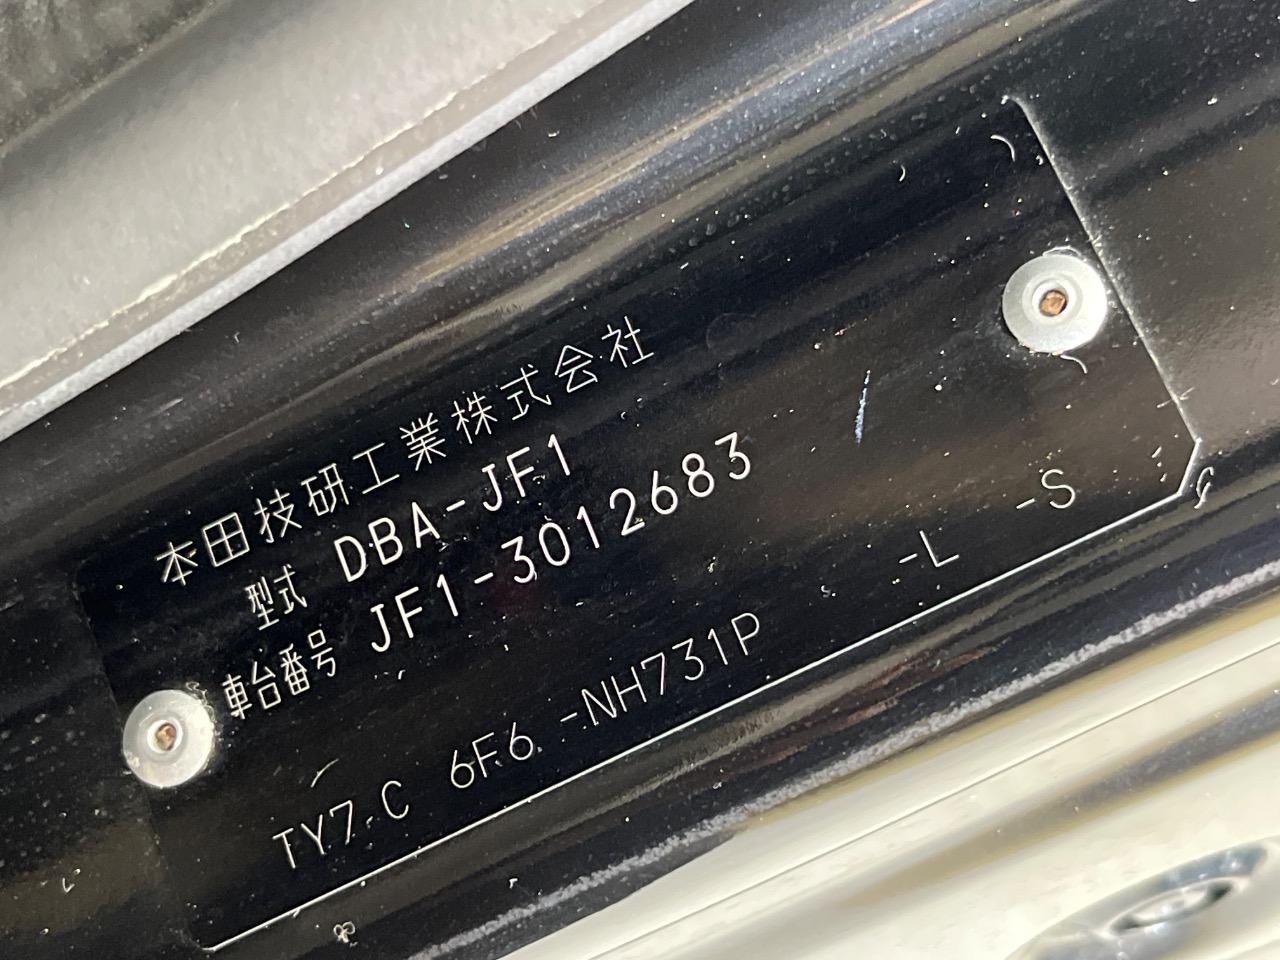 本田技研工業株式会社
型式 DBA-JF1
車台番号 JF1-3012683
TY7-C 6F6 -NH731P -L -S